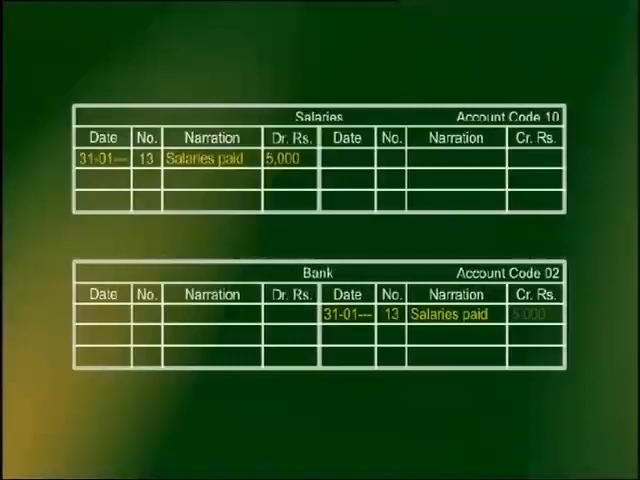 Salaries Account Code 10
Date No. Narration Dr. Rs. Date No. Narration Cr. Rs.
31-01--- 13 Salaries paid 5,000
Bank Account Code 02
Date No. Narration Dr. Rs. Date No. Narration Cr. Rs.
31-01--- 13 Salaries paid 5,000